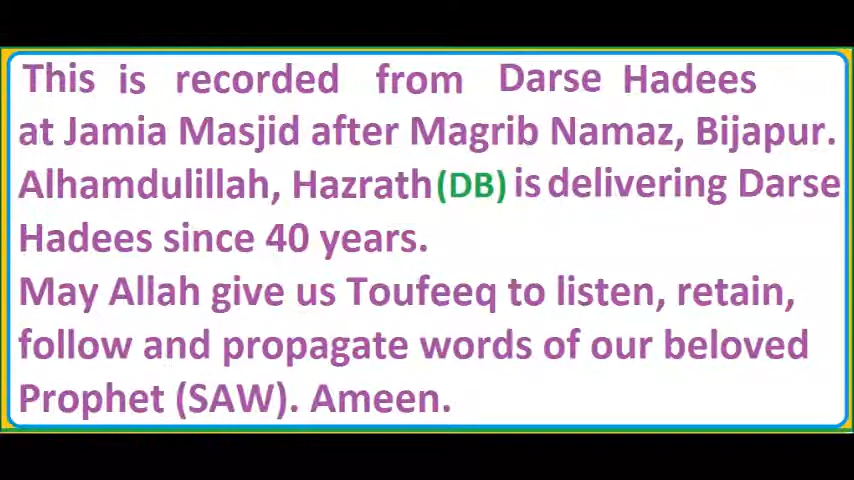 This is recorded from Darse Hadees
at Jamia Masjid after Magrib Namaz, Bijapur.
Alhamdulillah, Hazrath(DB) is delivering Darse
Hadees since 40 years.
May Allah give us Toufeeq to listen, retain,
follow and propagate words of our beloved
Prophet (SAW). Ameen.